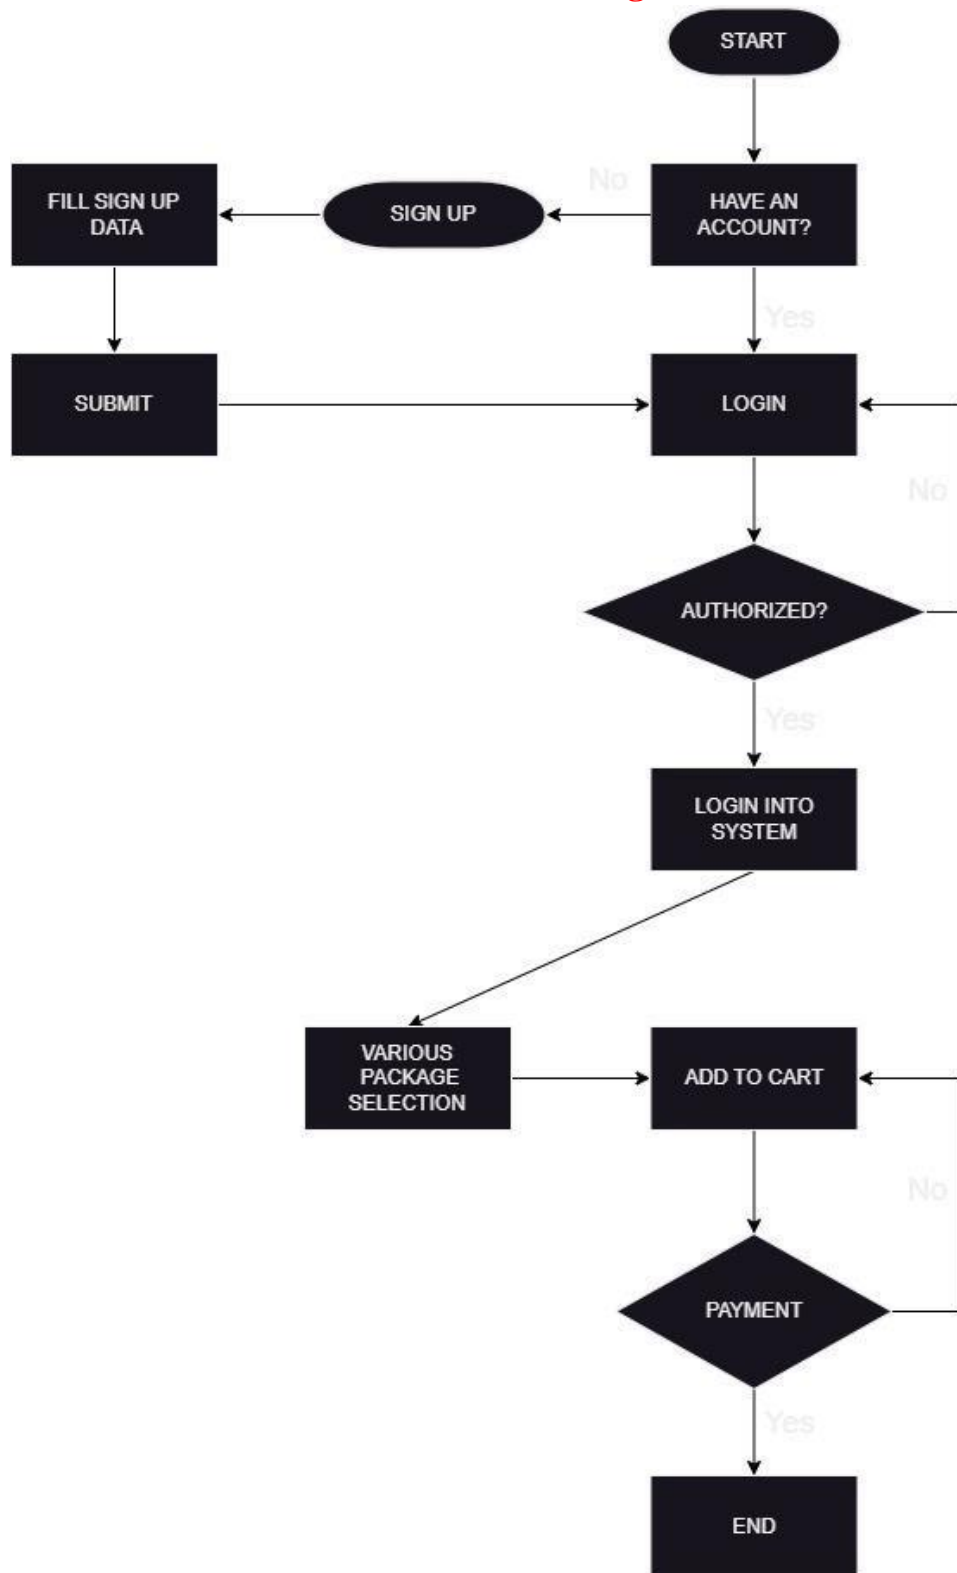 START
No
HAVE AN
ACCOUNT?
SIGN UP
FILL SIGN UP
DATA
Yes
SUBMIT
LOGIN
No
AUTHORIZED?
Yes
LOGIN INTO
SYSTEM
VARIOUS
PACKAGE
SELECTION
ADD TO CART
No
PAYMENT
Yes
END